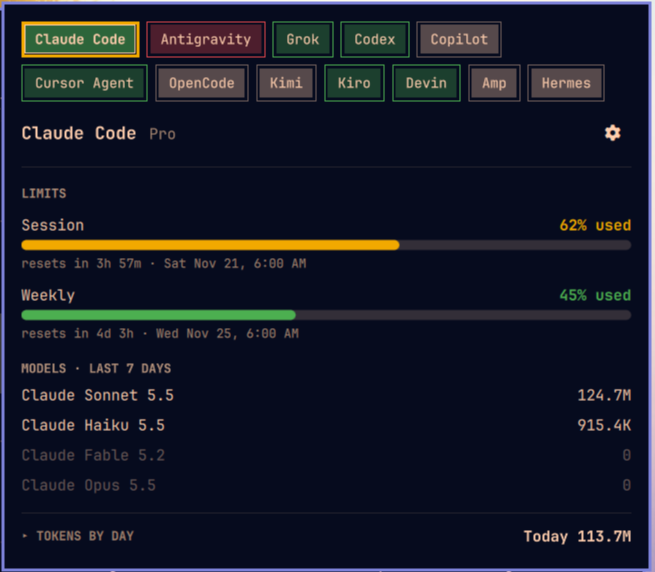 Claude Code Antigravity Grok Codex Copilot
Cursor Agent OpenCode Kimi Kiro Devin Amp Hermes
Claude Code Pro
LIMITS
Session 62% used
resets in 3h 57m · Sat Nov 21, 6:00 AM
Weekly 45% used
resets in 4d 3h · Wed Nov 25, 6:00 AM
MODELS · LAST 7 DAYS
Claude Sonnet 5.5 124.7M
Claude Haiku 5.5 915.4K
Claude Fable 5.2 0
Claude Opus 5.5 0
TOKENS BY DAY Today 113.7M